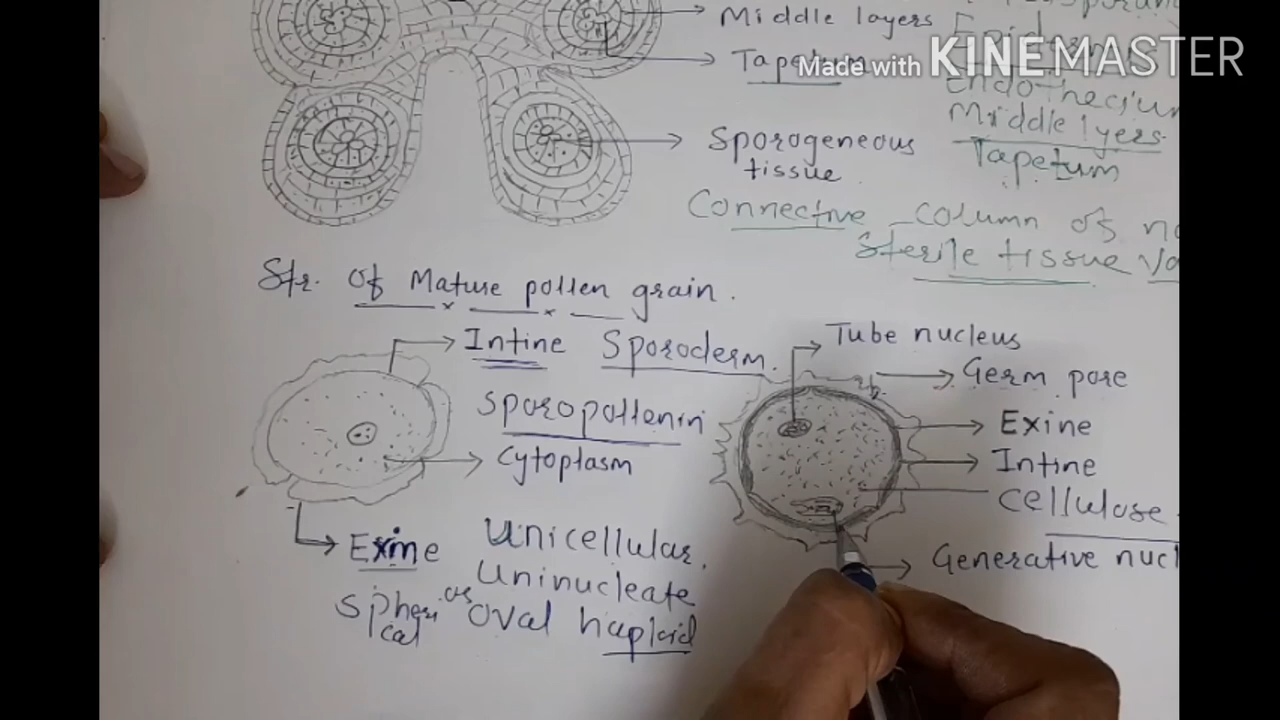 Middle layers
Tapetum
Made with KINEMASTER
Endothecium
Middle lyers
Tapetum
Sporogeneous
tissue
Connective - column of
Sterile tissue
Str. Of Mature pollen grain.
Intine Sporoderm.
Sporopollenin
Cytoplasm
Exine
Unicellular.
Uninucleate
Spheri or oval haploid
cal
Tube nucleus
Germ pore
Exine
Intine
Cellulose
Generative nucl